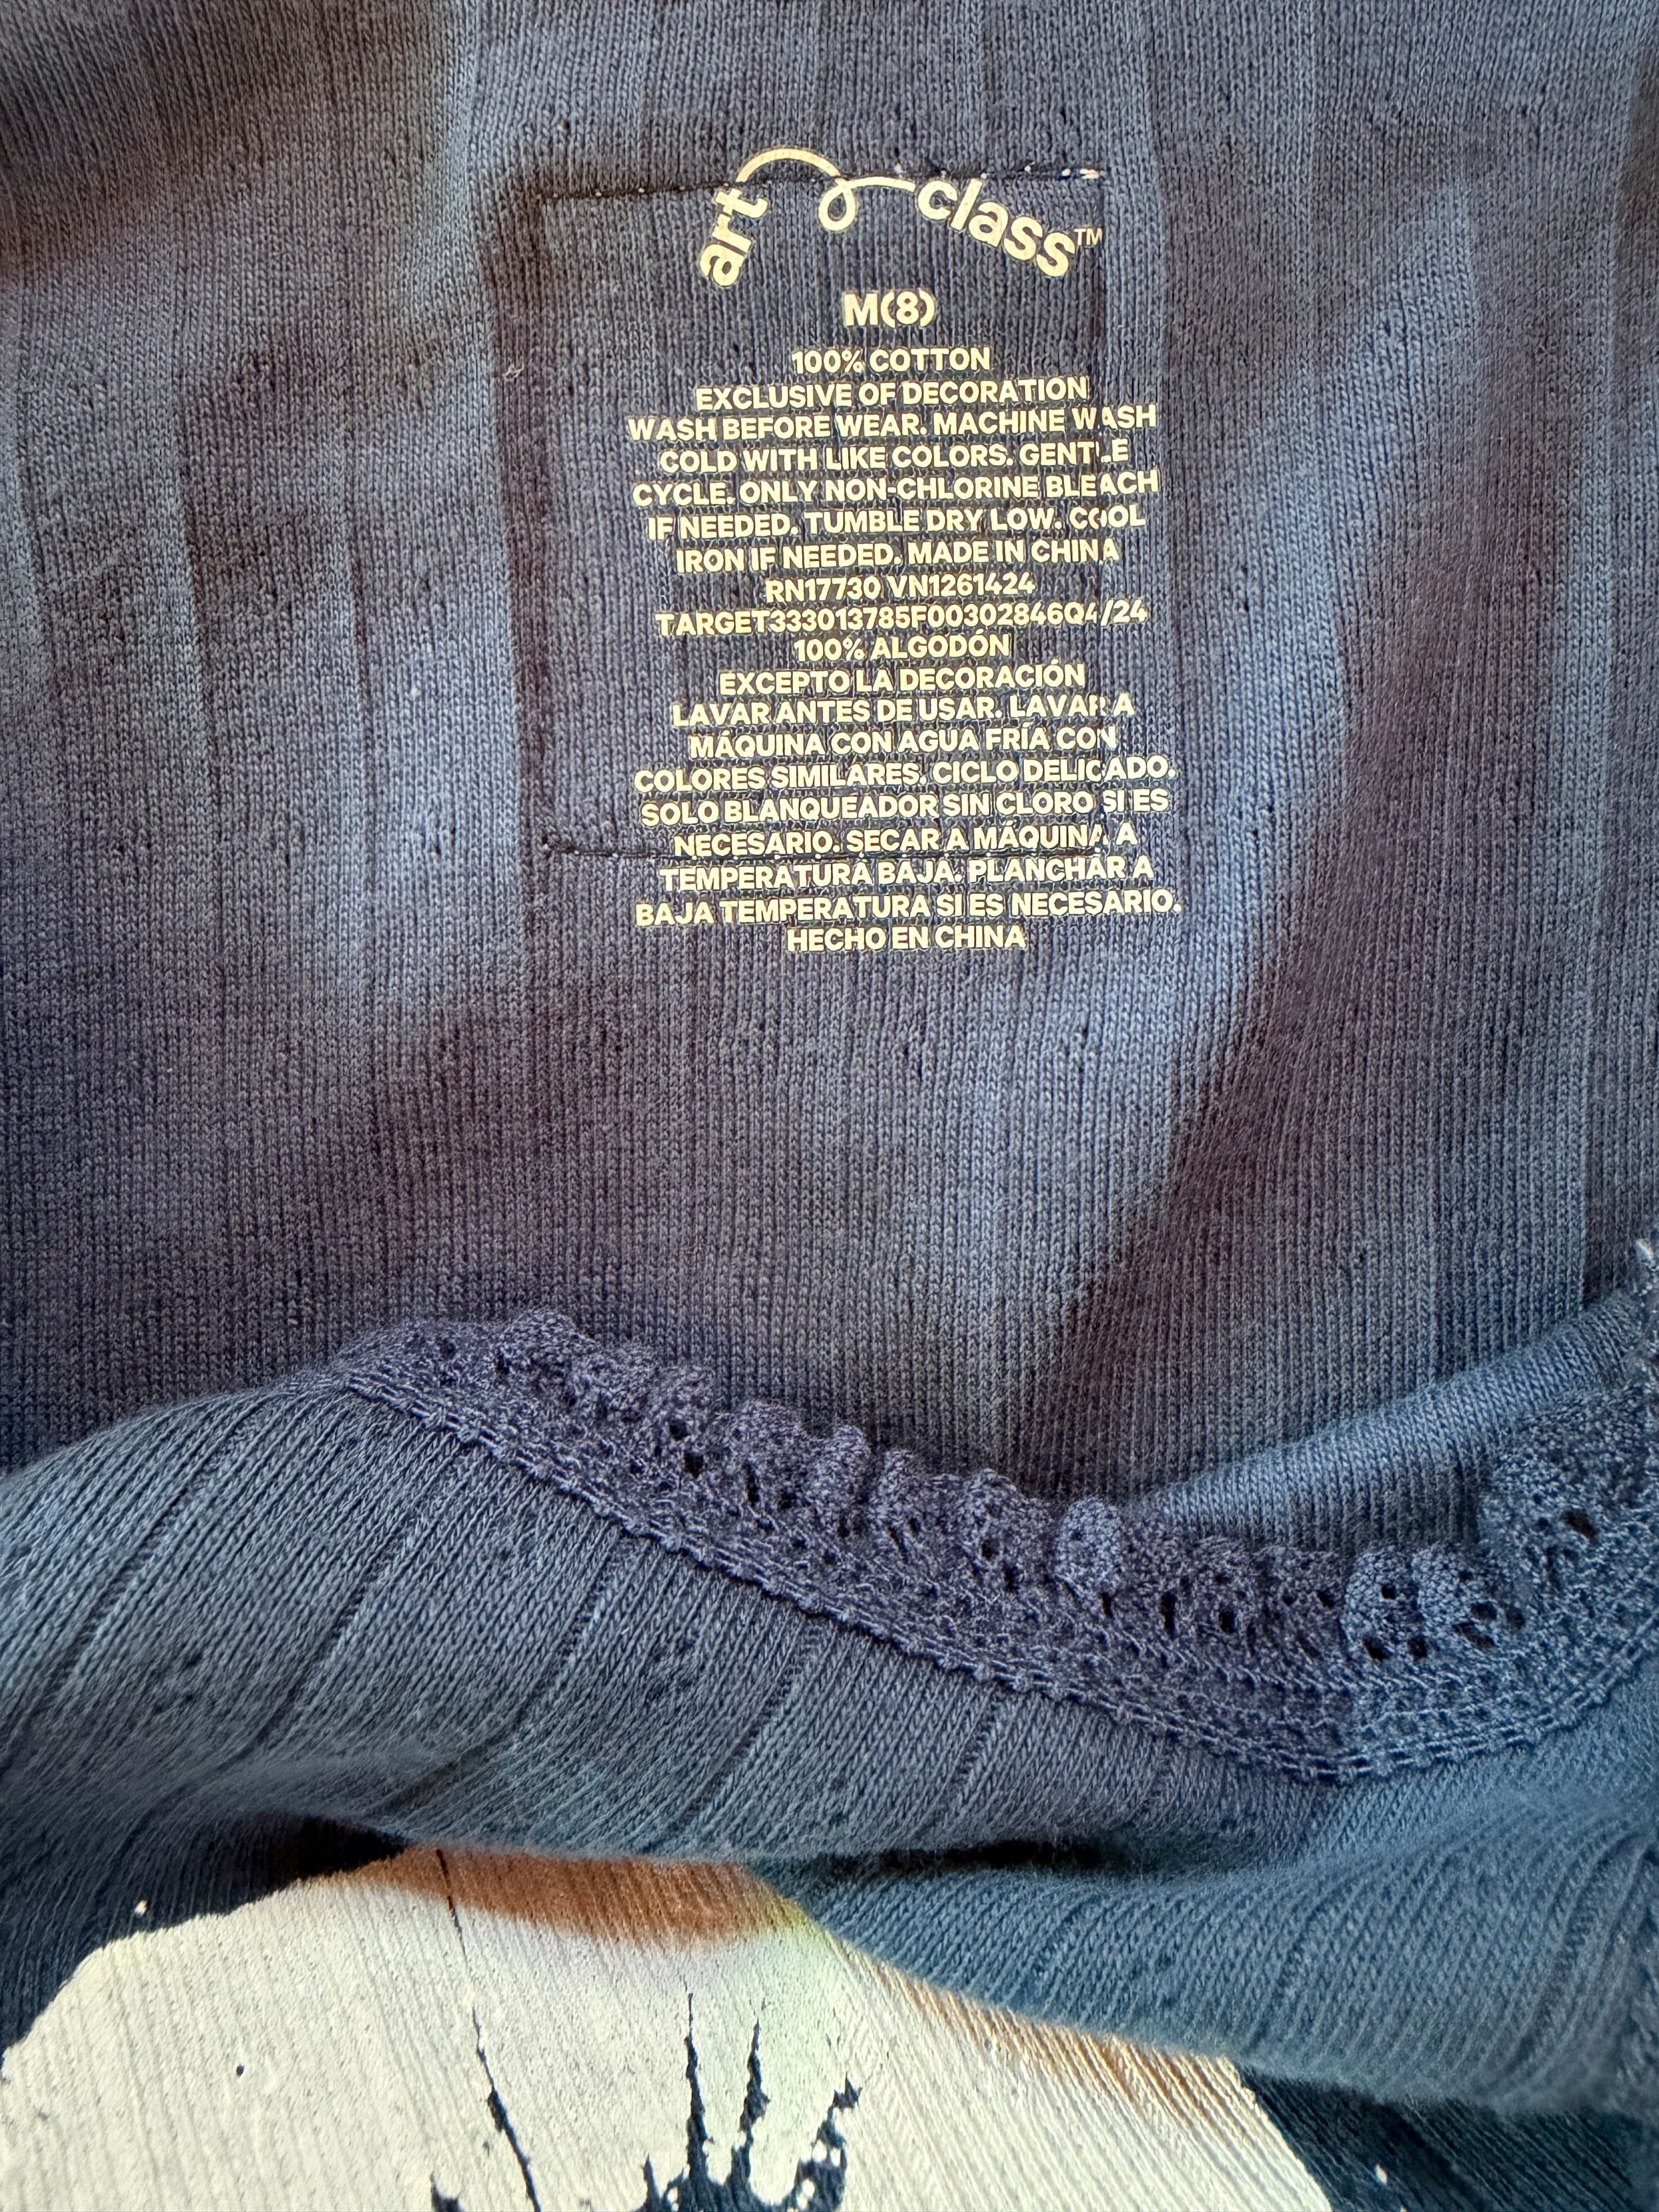 art class™
M(8)
100% COTTON
EXCLUSIVE OF DECORATION
WASH BEFORE WEAR. MACHINE WASH
COLD WITH LIKE COLORS. GENTLE
CYCLE. ONLY NON-CHLORINE BLEACH
IF NEEDED. TUMBLE DRY LOW. COOL
IRON IF NEEDED. MADE IN CHINA
RN17730 VN1261424
TARGET333013785F00302846Q4/24
100% ALGODÓN
EXCEPTO LA DECORACIÓN
LAVAR ANTES DE USAR. LAVAR A
MÁQUINA CON AGUA FRÍA CON
COLORES SIMILARES. CICLO DELICADO.
SOLO BLANQUEADOR SIN CLORO SI ES
NECESARIO. SECAR A MÁQUINA A
TEMPERATURA BAJA. PLANCHAR A
BAJA TEMPERATURA SI ES NECESARIO.
HECHO EN CHINA